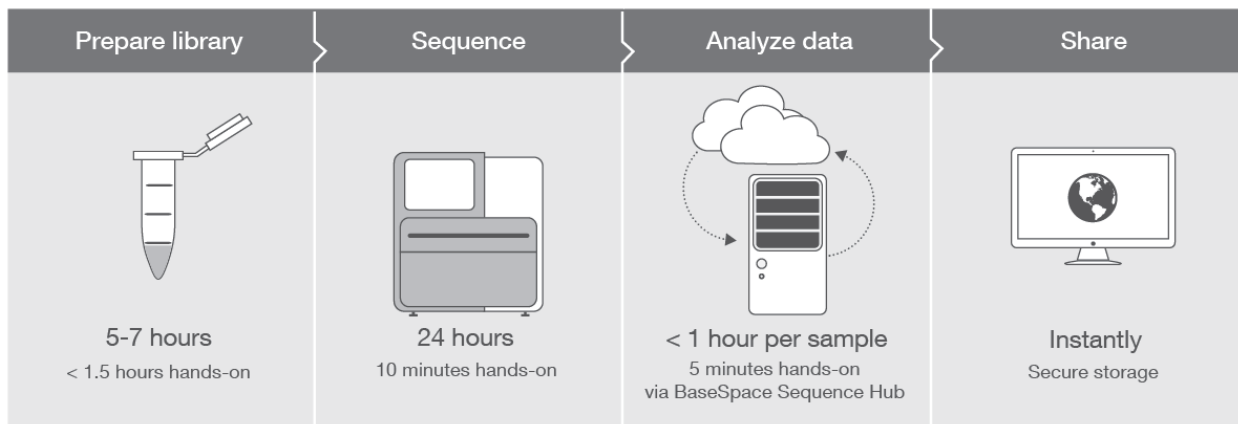 Prepare library
Sequence
Analyze data
Share
5-7 hours
< 1.5 hours hands-on
24 hours
10 minutes hands-on
< 1 hour per sample
5 minutes hands-on
via BaseSpace Sequence Hub
Instantly
Secure storage